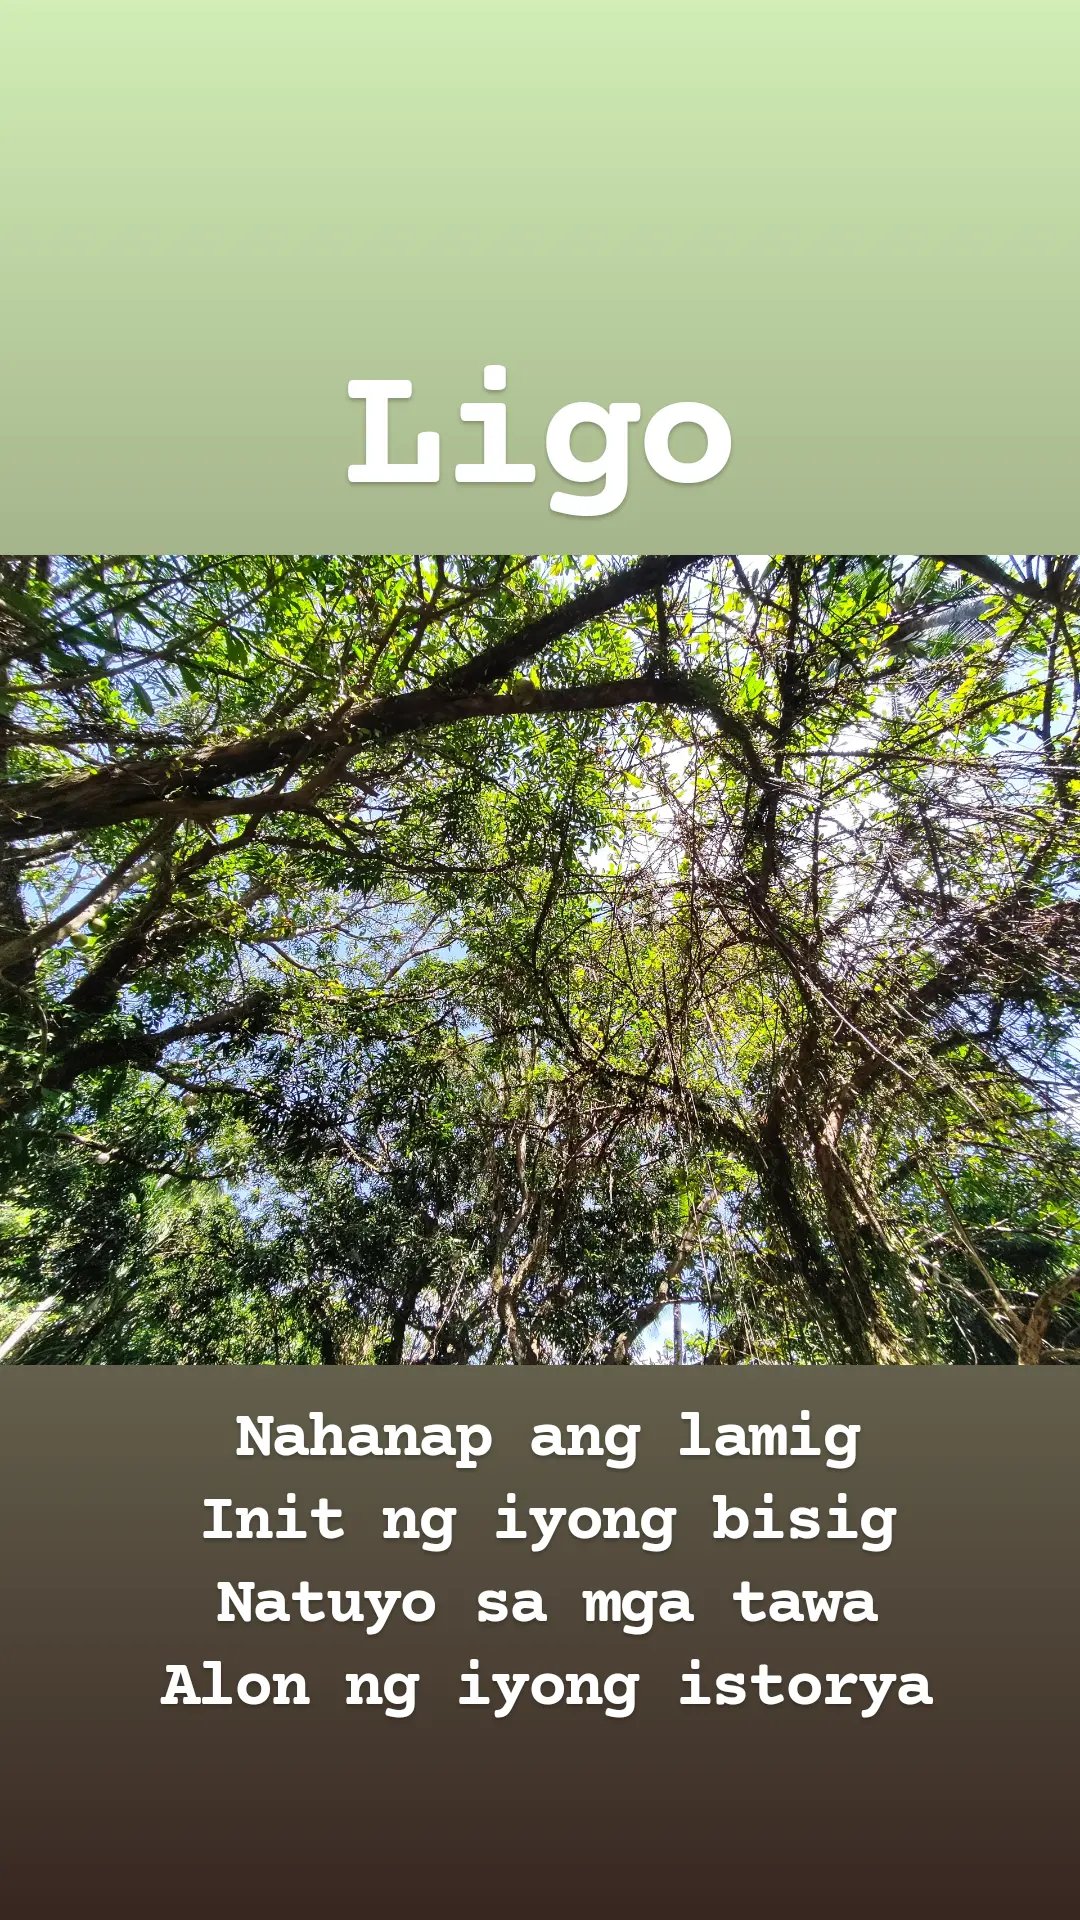 Ligo
Nahanap ang lamig
Init ng iyong bisig
Natuyo sa mga tawa
Alon ng iyong istorya